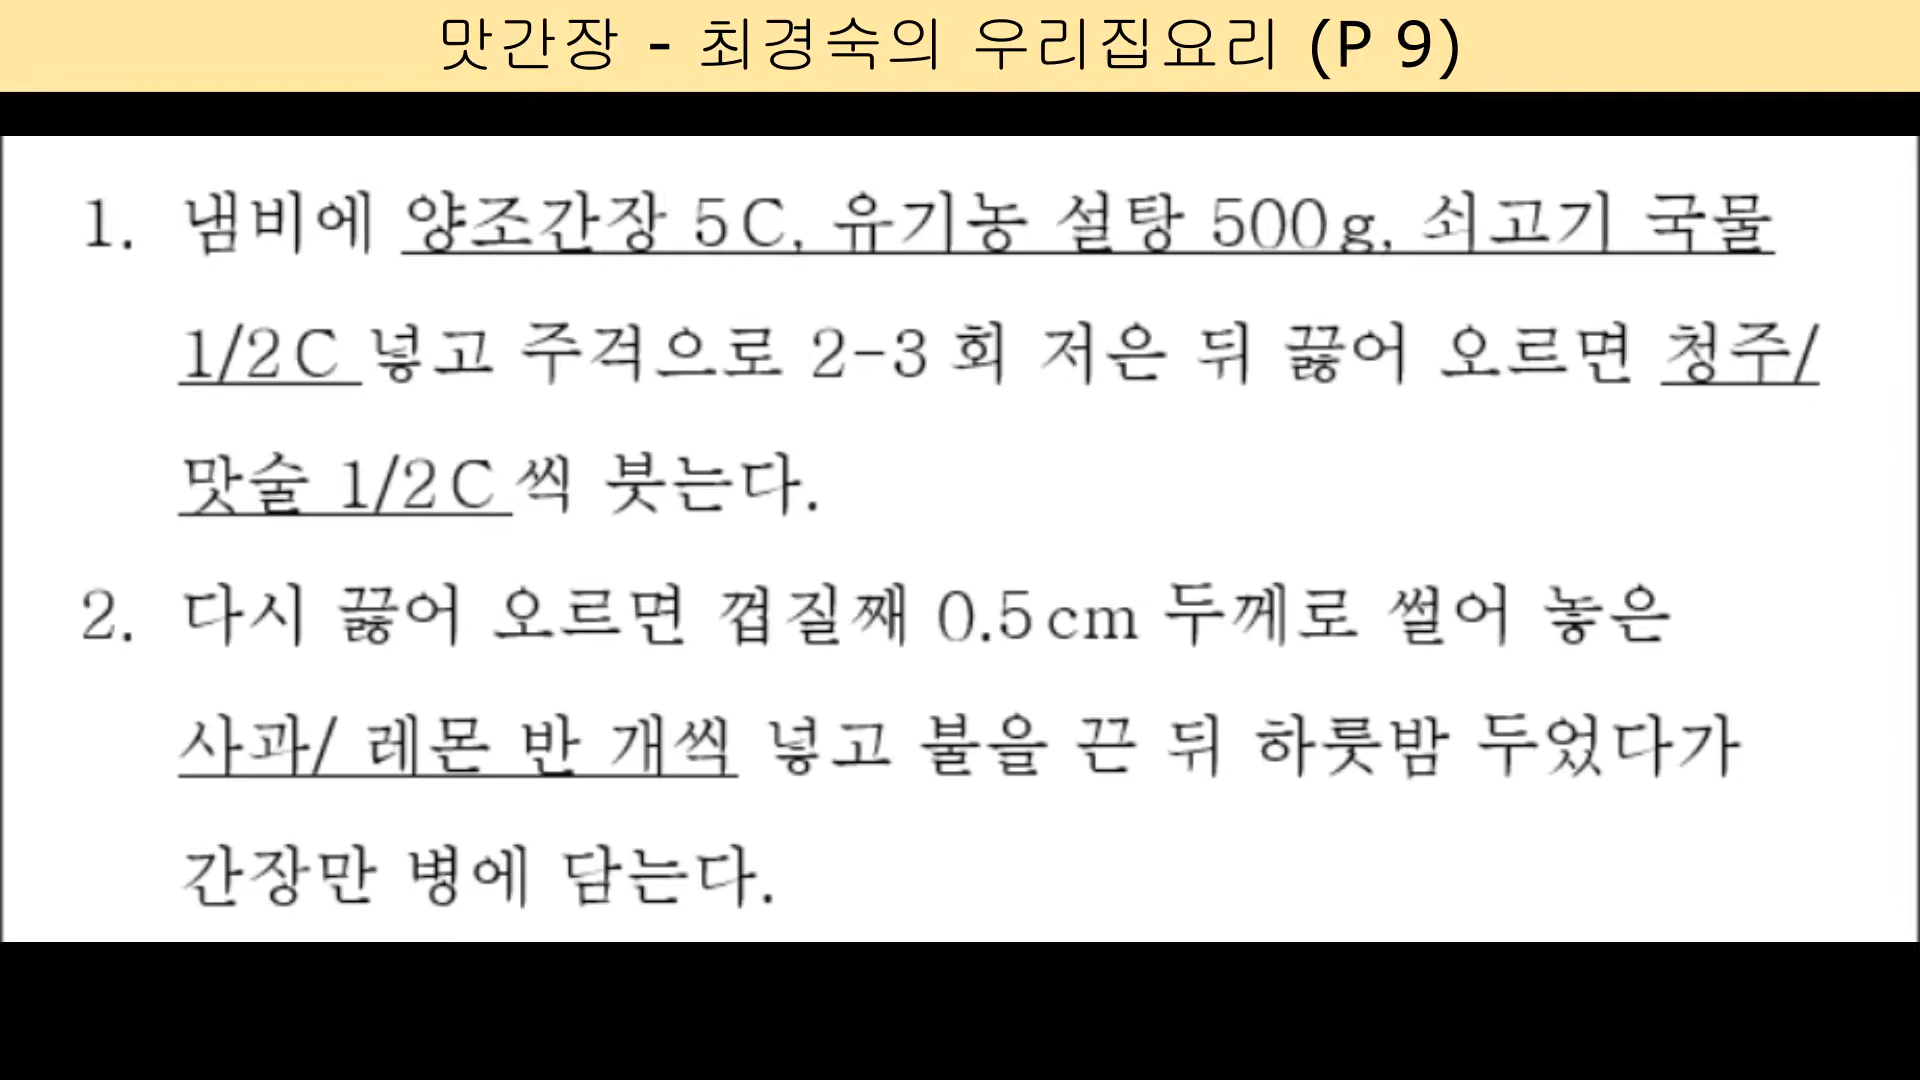 맛간장 - 최경숙의 우리집요리 (P 9)
1. 냄비에 양조간장 5C, 유기농 설탕 500g, 쇠고기 국물
1/2C 넣고 주걱으로 2-3 회 저은 뒤 끓어 오르면 청주/
맛술 1/2C 씩 붓는다.
2. 다시 끓어 오르면 껍질째 0.5cm 두께로 썰어 놓은
사과/ 레몬 반 개씩 넣고 불을 끈 뒤 하룻밤 두었다가
간장만 병에 담는다.